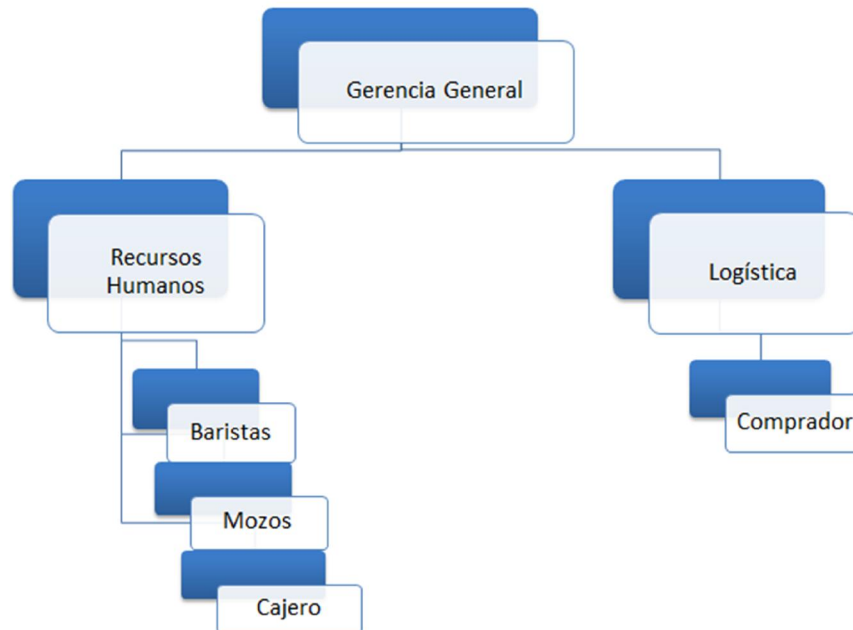 Gerencia General
Recursos
Humanos
Logística
Baristas
Comprador
Mozos
Cajero